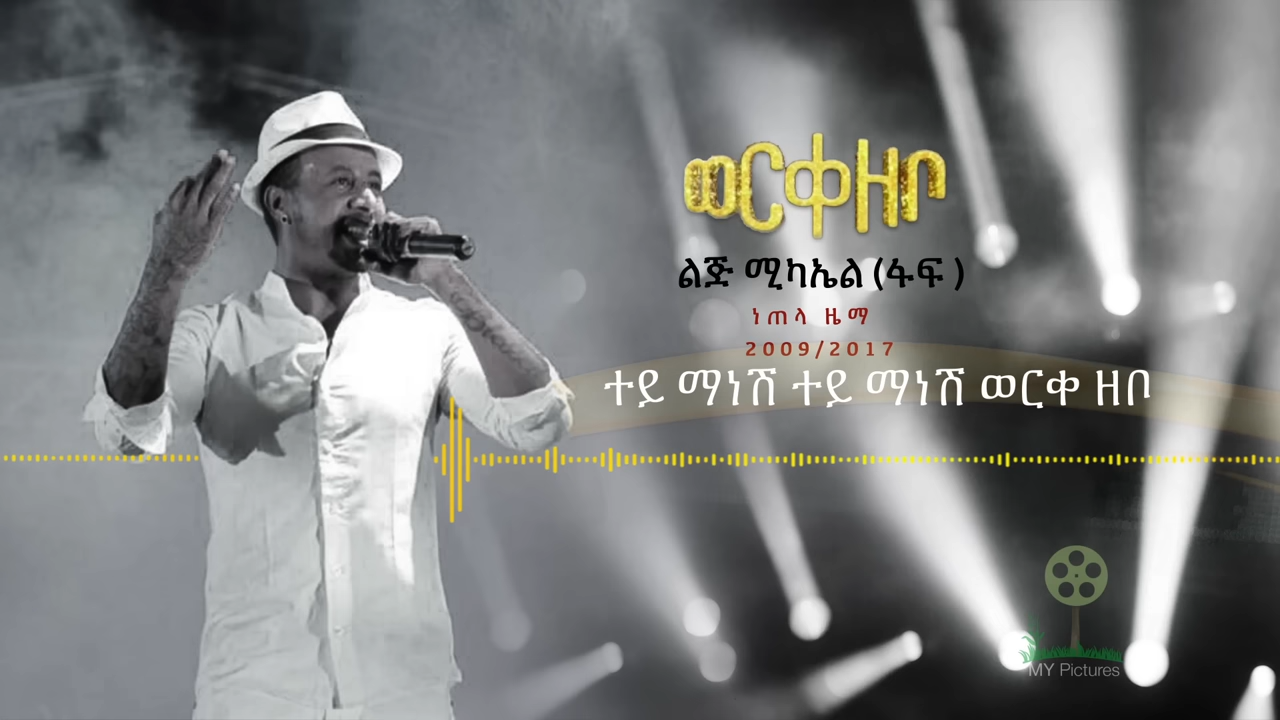 ወርቀዘቦ
ልጅ ሚካኤል (ፋፍ )
ነጠላ ዜማ
2009/2017
ተይ ማነሽ ተይ ማነሽ ወርቀ ዘቦ
MY Pictures